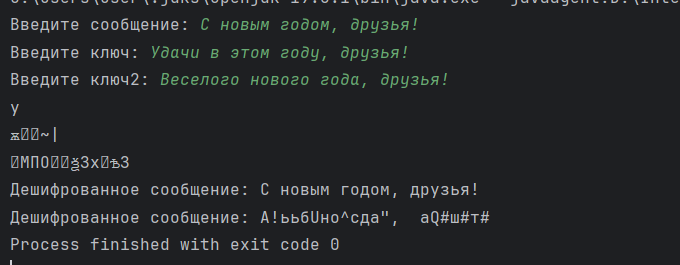 Введите сообщение: С новым годом, друзья!
Введите ключ: Удачи в этом году, друзья!
Введите ключ2: Веселого нового года, друзья!
у
Дешифрованное сообщение: С новым годом, друзья!
Дешифрованное сообщение: А!ььбUно^сда", аQ#ш#т#
Process finished with exit code 0